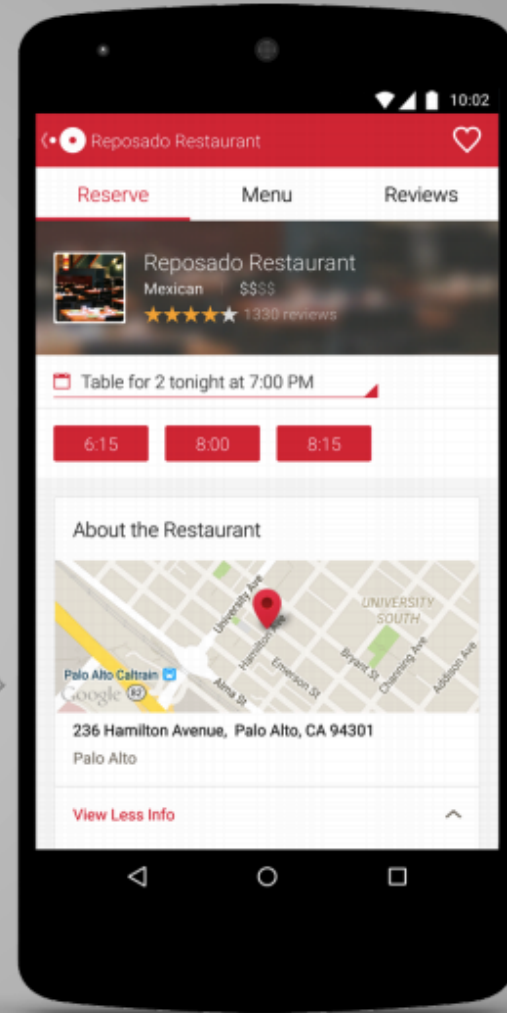 10:02
Reposado Restaurant
Reserve Menu Reviews
Reposado Restaurant
Mexican $$$$
1330 reviews
Table for 2 tonight at 7:00 PM
6:15 8:00 8:15
About the Restaurant
University Ave
UNIVERSITY
SOUTH
Hamilton Ave
Emerson St
Bryant St
Channing Ave
Addison Ave
Palo Alto Caltrain
Alma St
Google 82
236 Hamilton Avenue, Palo Alto, CA 94301
Palo Alto
View Less Info